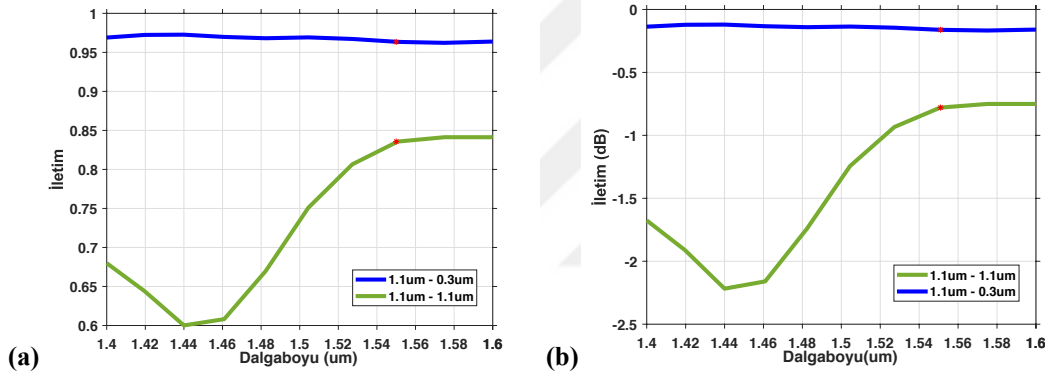 1
0.95
0.9
0.85
0.8
0.75
0.7
0.65
0.6
İletim
1.4 1.42 1.44 1.46 1.48 1.5 1.52 1.54 1.56 1.58 1.6
Dalgaboyu (um)
1.1um - 0.3um
1.1um - 1.1um
(a)
0
-0.5
-1
-1.5
-2
-2.5
İletim (dB)
1.4 1.42 1.44 1.46 1.48 1.5 1.52 1.54 1.56 1.58 1.6
Dalgaboyu(um)
1.1um - 1.1um
1.1um - 0.3um
(b)